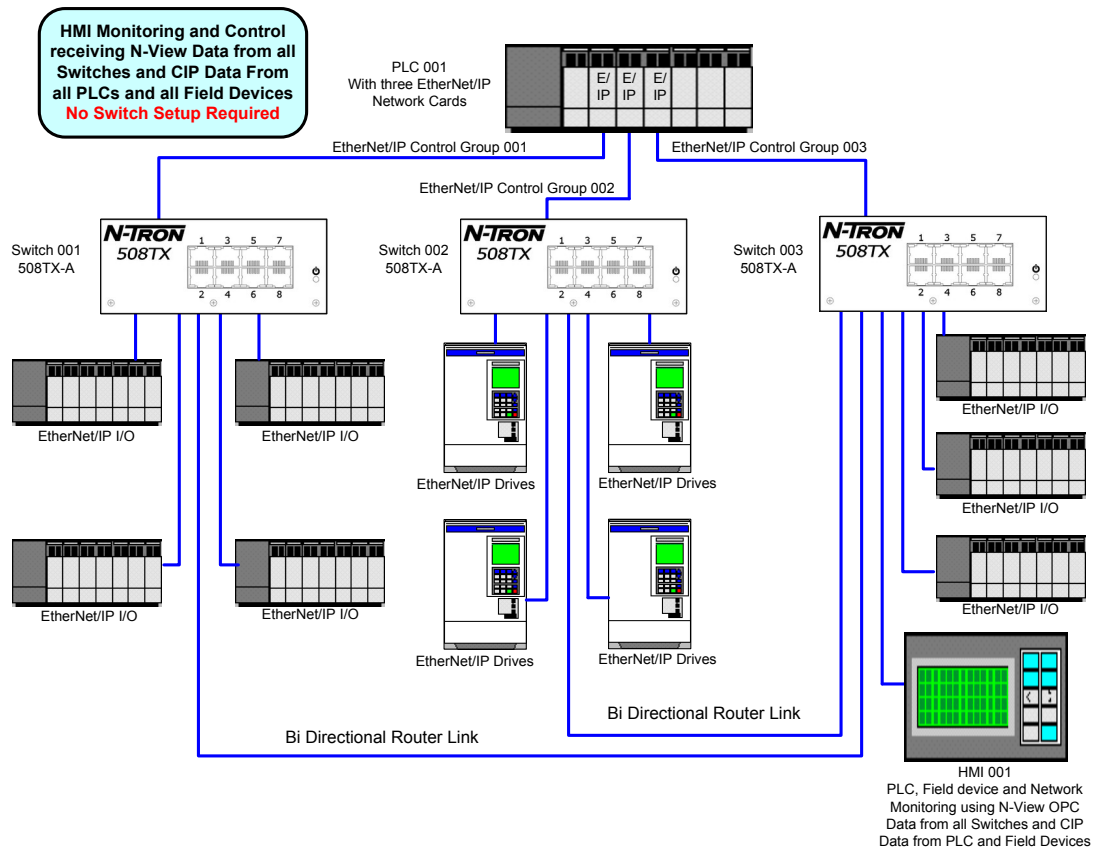 HMI Monitoring and Control
receiving N-View Data from all
Switches and CIP Data From
all PLCs and all Field Devices
No Switch Setup Required
PLC 001
With three EtherNet/IP
Network Cards
E/
IP
E/
IP
E/
IP
EtherNet/IP Control Group 001
EtherNet/IP Control Group 003
EtherNet/IP Control Group 002
Switch 001
508TX-A
N-TRON
508TX
1 3 5 7
2 4 6 8
Switch 002
508TX-A
N-TRON
508TX
1 3 5 7
2 4 6 8
Switch 003
508TX-A
N-TRON
508TX
1 3 5 7
2 4 6 8
EtherNet/IP I/O
EtherNet/IP I/O
EtherNet/IP I/O
EtherNet/IP I/O
EtherNet/IP Drives
EtherNet/IP Drives
EtherNet/IP Drives
EtherNet/IP Drives
EtherNet/IP I/O
EtherNet/IP I/O
EtherNet/IP I/O
Bi Directional Router Link
Bi Directional Router Link
HMI 001
PLC, Field device and Network
Monitoring using N-View OPC
Data from all Switches and CIP
Data from PLC and Field Devices